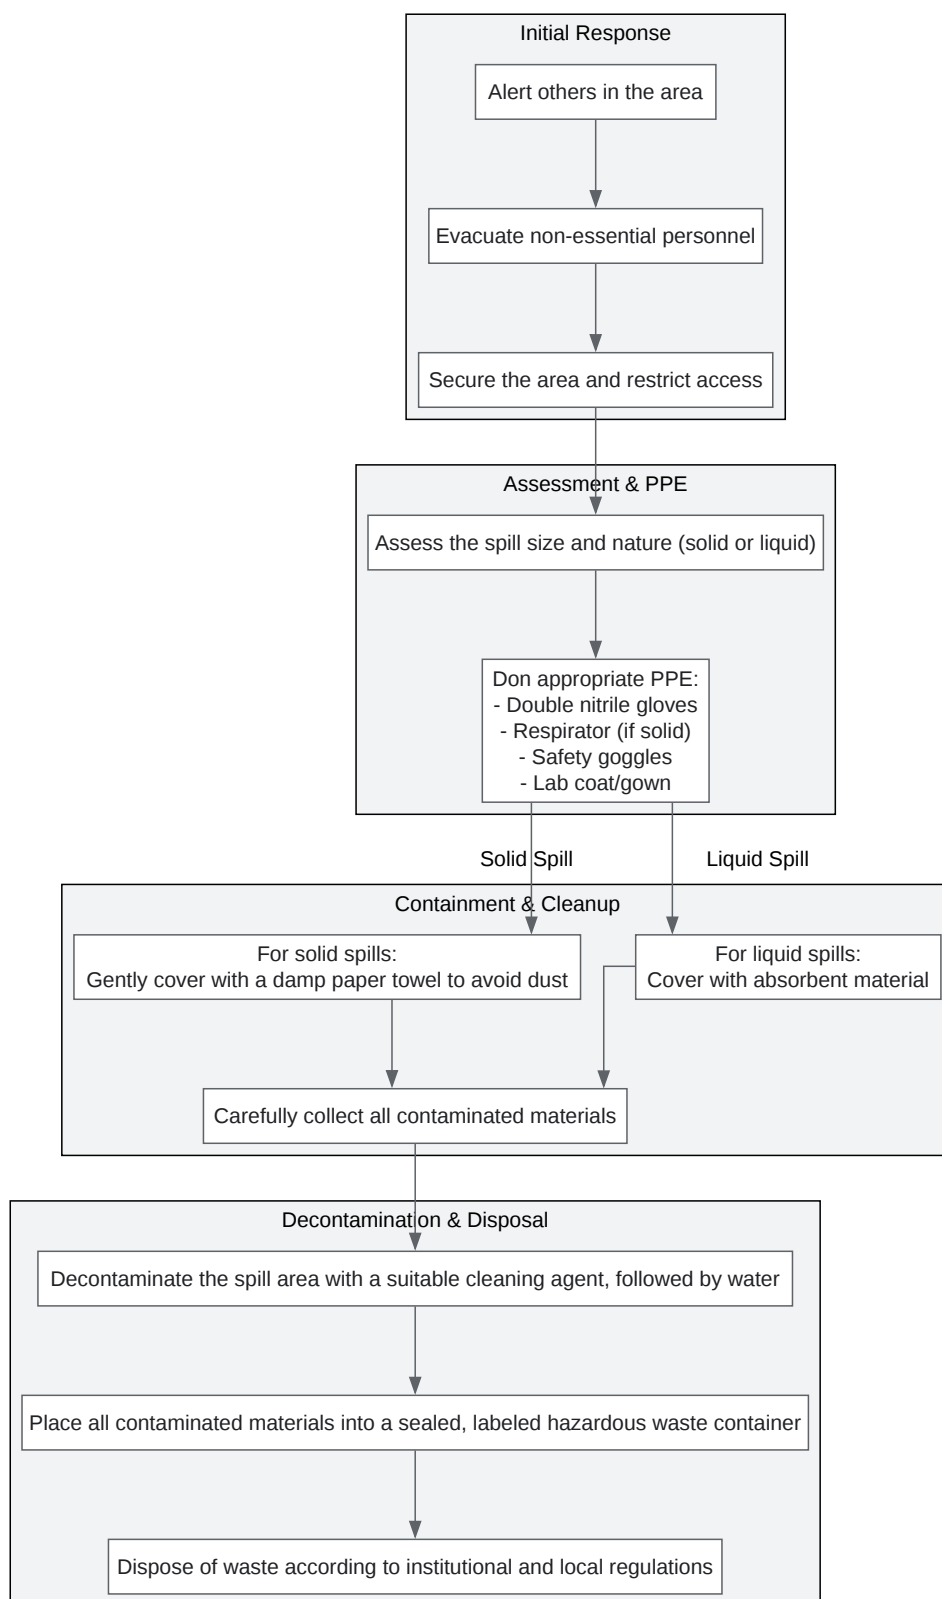 Initial Response
Alert others in the area
Evacuate non-essential personnel
Secure the area and restrict access
Assessment & PPE
Assess the spill size and nature (solid or liquid)
Don appropriate PPE:
- Double nitrile gloves
- Respirator (if solid)
- Safety goggles
- Lab coat/gown
Solid Spill
Liquid Spill
Containment & Cleanup
For solid spills:
Gently cover with a damp paper towel to avoid dust
For liquid spills:
Cover with absorbent material
Carefully collect all contaminated materials
Decontamination & Disposal
Decontaminate the spill area with a suitable cleaning agent, followed by water
Place all contaminated materials into a sealed, labeled hazardous waste container
Dispose of waste according to institutional and local regulations